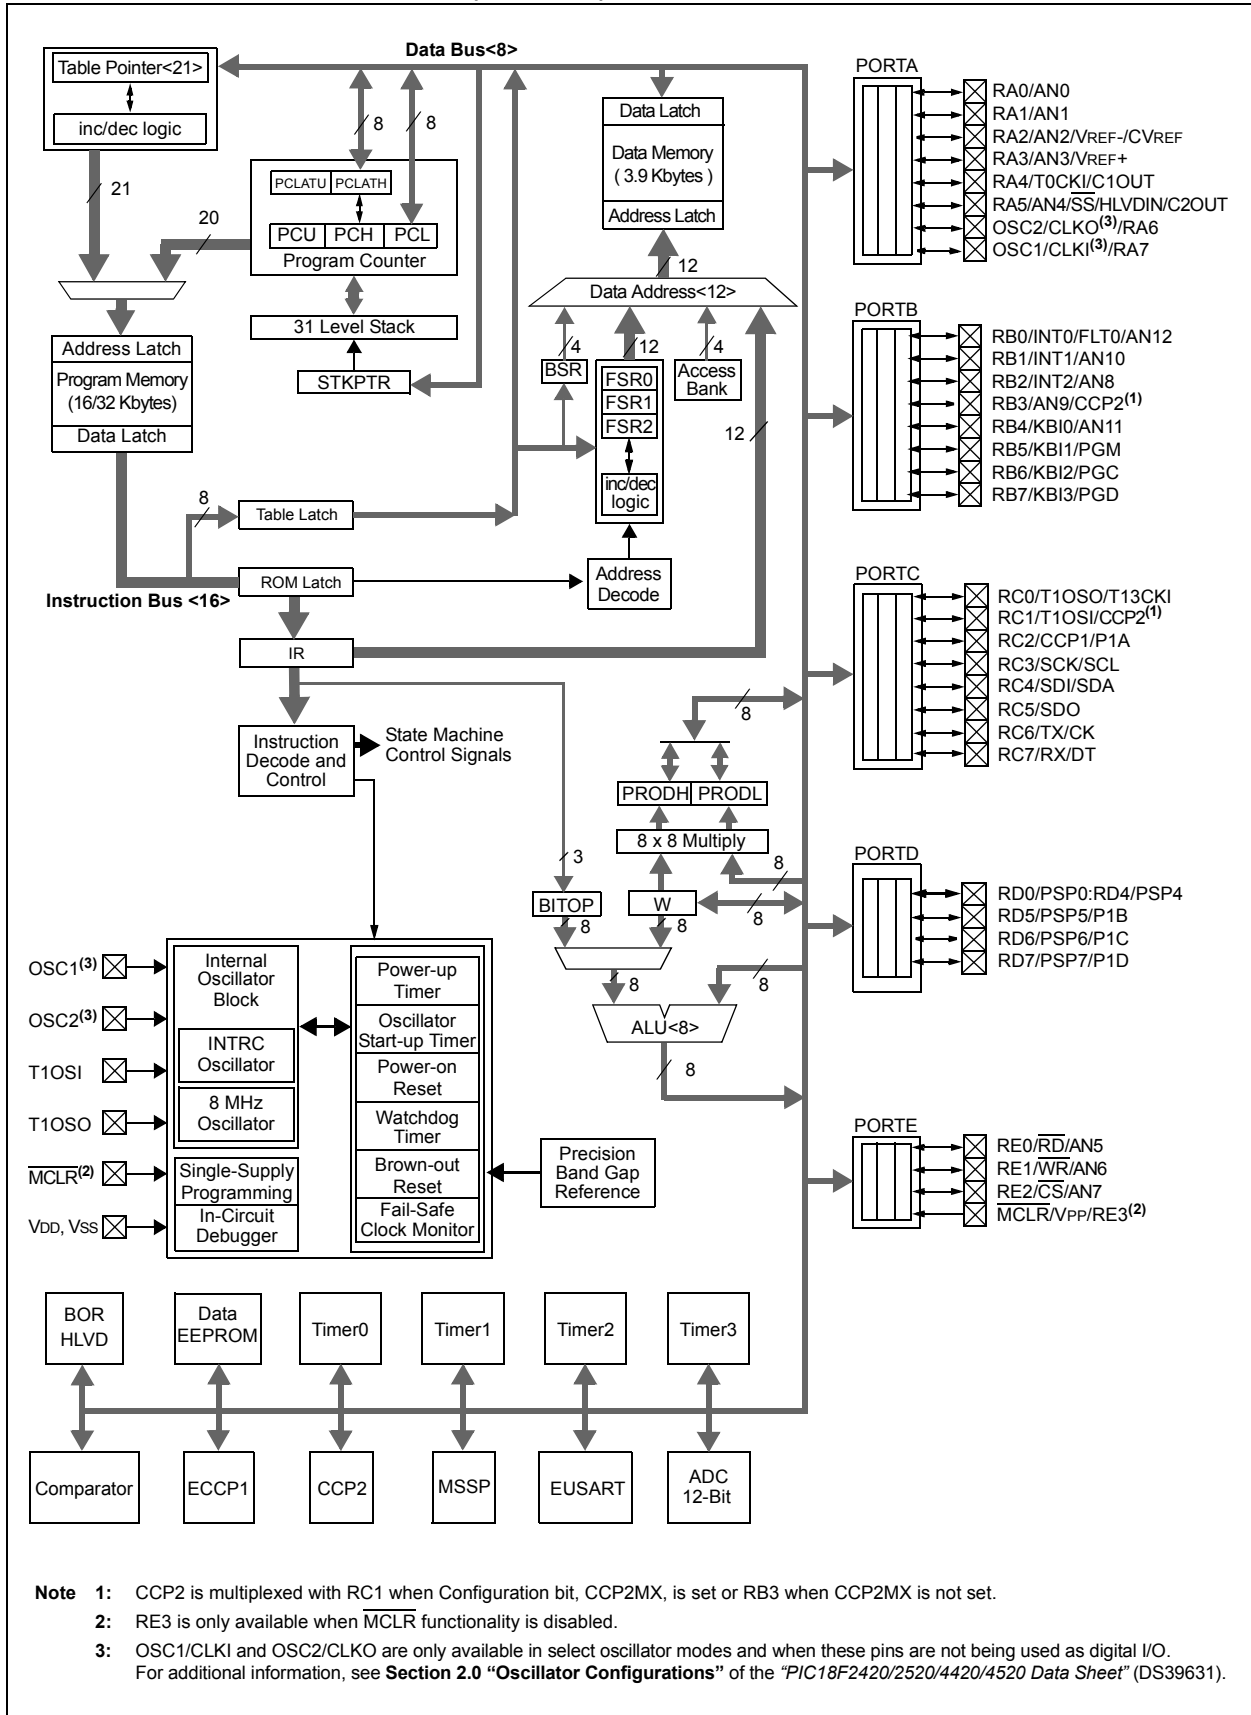 Data Bus<8>
Table Pointer<21>
inc/dec logic
21
20
8
8
PCLATU
PCLATH
PCU
PCH
PCL
Program Counter
31 Level Stack
STKPTR
Address Latch
Program Memory
(16/32 Kbytes)
Data Latch
8
Table Latch
ROM Latch
Instruction Bus <16>
IR
Data Latch
Data Memory
( 3.9 Kbytes )
Address Latch
12
Data Address<12>
4
12
4
BSR
FSR0
FSR1
FSR2
inc/dec
logic
Access
Bank
12
Address
Decode
Instruction
Decode and
Control
State Machine
Control Signals
8
PRODH
PRODL
8 x 8 Multiply
3
8
BITOP
W
8
8
8
8
8
ALU<8>
8
OSC1(3)
OSC2(3)
T1OSI
T1OSO
MCLR(2)
VDD, VSS
Internal
Oscillator
Block
INTRC
Oscillator
8 MHz
Oscillator
Single-Supply
Programming
In-Circuit
Debugger
Power-up
Timer
Oscillator
Start-up Timer
Power-on
Reset
Watchdog
Timer
Brown-out
Reset
Fail-Safe
Clock Monitor
Precision
Band Gap
Reference
PORTA
RA0/AN0
RA1/AN1
RA2/AN2/VREF-/CVREF
RA3/AN3/VREF+
RA4/T0CKI/C1OUT
RA5/AN4/SS/HLVDIN/C2OUT
OSC2/CLKO(3)/RA6
OSC1/CLKI(3)/RA7
PORTB
RB0/INT0/FLT0/AN12
RB1/INT1/AN10
RB2/INT2/AN8
RB3/AN9/CCP2(1)
RB4/KBI0/AN11
RB5/KBI1/PGM
RB6/KBI2/PGC
RB7/KBI3/PGD
PORTC
RC0/T1OSO/T13CKI
RC1/T1OSI/CCP2(1)
RC2/CCP1/P1A
RC3/SCK/SCL
RC4/SDI/SDA
RC5/SDO
RC6/TX/CK
RC7/RX/DT
PORTD
RD0/PSP0:RD4/PSP4
RD5/PSP5/P1B
RD6/PSP6/P1C
RD7/PSP7/P1D
PORTE
RE0/RD/AN5
RE1/WR/AN6
RE2/CS/AN7
MCLR/VPP/RE3(2)
BOR
HLVD
Data
EEPROM
Timer0
Timer1
Timer2
Timer3
Comparator
ECCP1
CCP2
MSSP
EUSART
ADC
12-Bit
Note 1: CCP2 is multiplexed with RC1 when Configuration bit, CCP2MX, is set or RB3 when CCP2MX is not set.
2: RE3 is only available when MCLR functionality is disabled.
3: OSC1/CLKI and OSC2/CLKO are only available in select oscillator modes and when these pins are not being used as digital I/O.
For additional information, see Section 2.0 “Oscillator Configurations” of the “PIC18F2420/2520/4420/4520 Data Sheet” (DS39631).